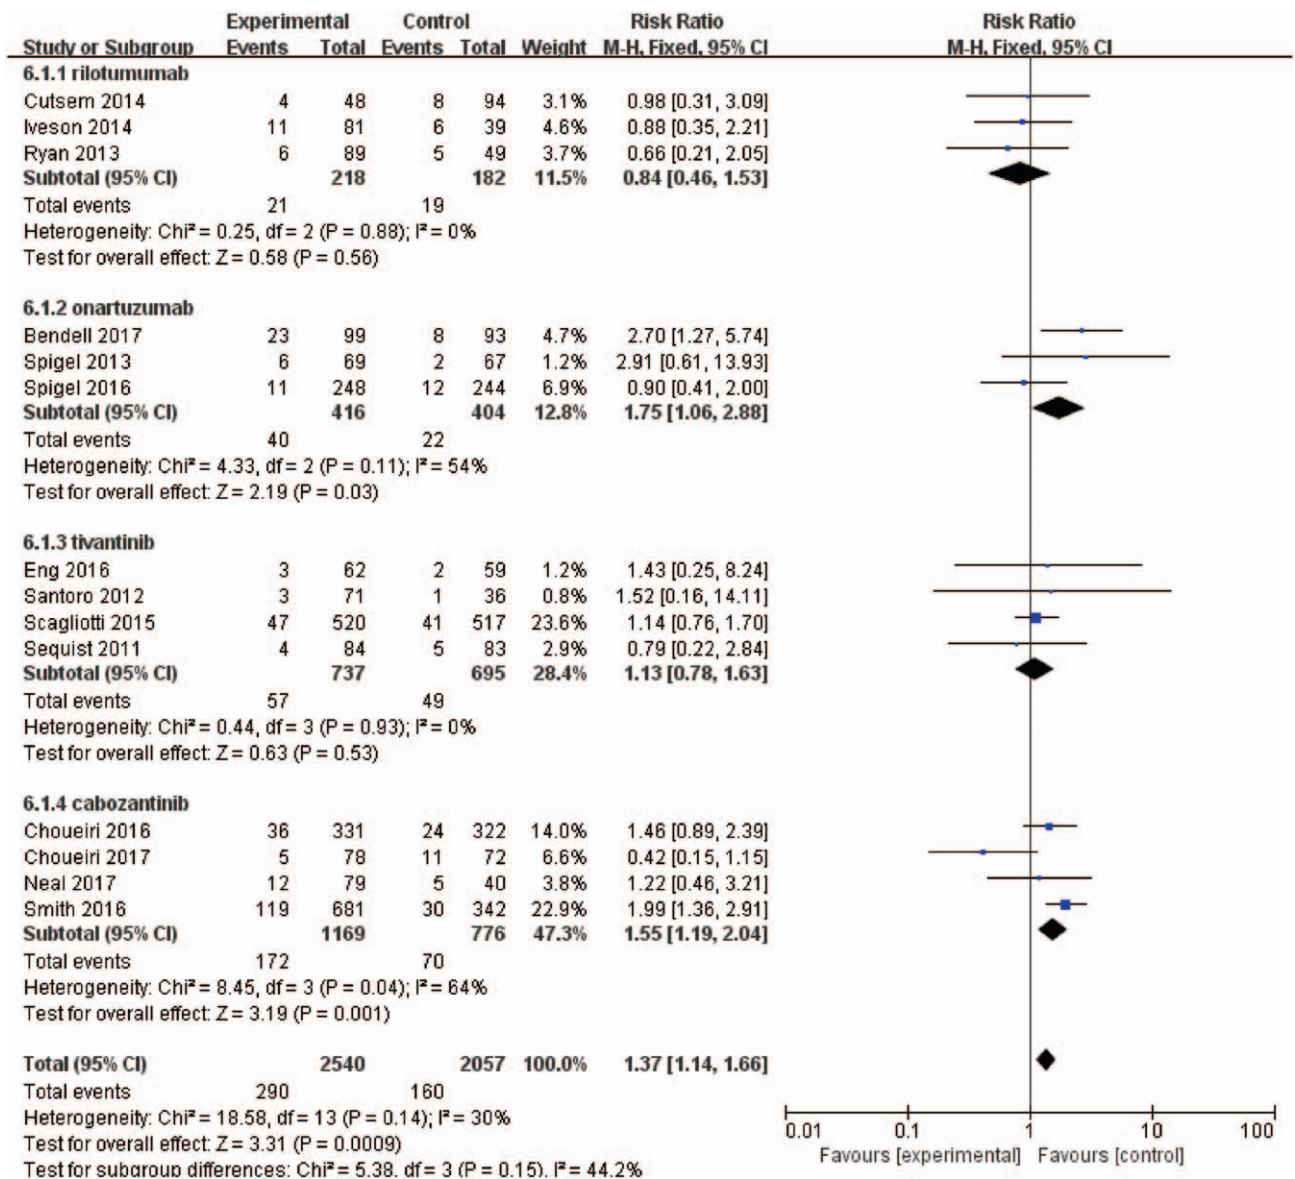 Experimental Control Risk Ratio Risk Ratio
Study or Subgroup Events Total Events Total Weight M-H, Fixed, 95% CI M-H, Fixed, 95% CI
6.1.1 rilotumumab
Cutsem 2014 4 48 8 94 3.1% 0.98 [0.31, 3.09]
Iveson 2014 11 81 6 39 4.6% 0.88 [0.35, 2.21]
Ryan 2013 6 89 5 49 3.7% 0.66 [0.21, 2.05]
Subtotal (95% CI) 218 182 11.5% 0.84 [0.46, 1.53]
Total events 21 19
Heterogeneity: Chi² = 0.25, df = 2 (P = 0.88); I² = 0%
Test for overall effect: Z = 0.58 (P = 0.56)
6.1.2 onartuzumab
Bendell 2017 23 99 8 93 4.7% 2.70 [1.27, 5.74]
Spigel 2013 6 69 2 67 1.2% 2.91 [0.61, 13.93]
Spigel 2016 11 248 12 244 6.9% 0.90 [0.41, 2.00]
Subtotal (95% CI) 416 404 12.8% 1.75 [1.06, 2.88]
Total events 40 22
Heterogeneity: Chi² = 4.33, df = 2 (P = 0.11); I² = 54%
Test for overall effect: Z = 2.19 (P = 0.03)
6.1.3 tivantinib
Eng 2016 3 62 2 59 1.2% 1.43 [0.25, 8.24]
Santoro 2012 3 71 1 36 0.8% 1.52 [0.16, 14.11]
Scagliotti 2015 47 520 41 517 23.6% 1.14 [0.76, 1.70]
Sequist 2011 4 84 5 83 2.9% 0.79 [0.22, 2.84]
Subtotal (95% CI) 737 695 28.4% 1.13 [0.78, 1.63]
Total events 57 49
Heterogeneity: Chi² = 0.44, df = 3 (P = 0.93); I² = 0%
Test for overall effect: Z = 0.63 (P = 0.53)
6.1.4 cabozantinib
Choueiri 2016 36 331 24 322 14.0% 1.46 [0.89, 2.39]
Choueiri 2017 5 78 11 72 6.6% 0.42 [0.15, 1.15]
Neal 2017 12 79 5 40 3.8% 1.22 [0.46, 3.21]
Smith 2016 119 681 30 342 22.9% 1.99 [1.36, 2.91]
Subtotal (95% CI) 1169 776 47.3% 1.55 [1.19, 2.04]
Total events 172 70
Heterogeneity: Chi² = 8.45, df = 3 (P = 0.04); I² = 64%
Test for overall effect: Z = 3.19 (P = 0.001)
Total (95% CI) 2540 2057 100.0% 1.37 [1.14, 1.66]
Total events 290 160
Heterogeneity: Chi² = 18.58, df = 13 (P = 0.14); I² = 30%
Test for overall effect: Z = 3.31 (P = 0.0009)
Test for subgroup differences: Chi² = 5.38, df = 3 (P = 0.15), I² = 44.2%
0.01 0.1 1 10 100
Favours [experimental] Favours [control]